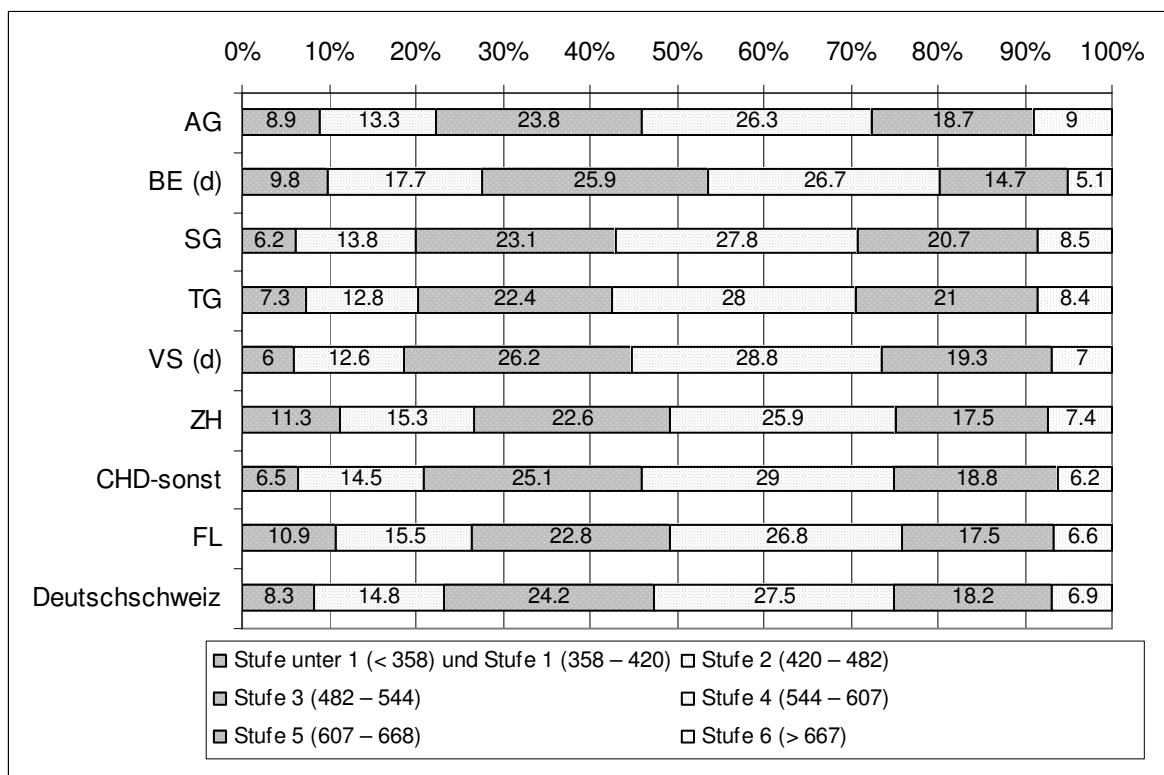 0% 10% 20% 30% 40% 50% 60% 70% 80% 90% 100%
AG 8.9 13.3 23.8 26.3 18.7 9
BE (d) 9.8 17.7 25.9 26.7 14.7 5.1
SG 6.2 13.8 23.1 27.8 20.7 8.5
TG 7.3 12.8 22.4 28 21 8.4
VS (d) 6 12.6 26.2 28.8 19.3 7
ZH 11.3 15.3 22.6 25.9 17.5 7.4
CHD-sonst 6.5 14.5 25.1 29 18.8 6.2
FL 10.9 15.5 22.8 26.8 17.5 6.6
Deutschschweiz 8.3 14.8 24.2 27.5 18.2 6.9
Stufe unter 1 (< 358) und Stufe 1 (358 – 420) Stufe 2 (420 – 482)
Stufe 3 (482 – 544) Stufe 4 (544 – 607)
Stufe 5 (607 – 668) Stufe 6 (> 667)